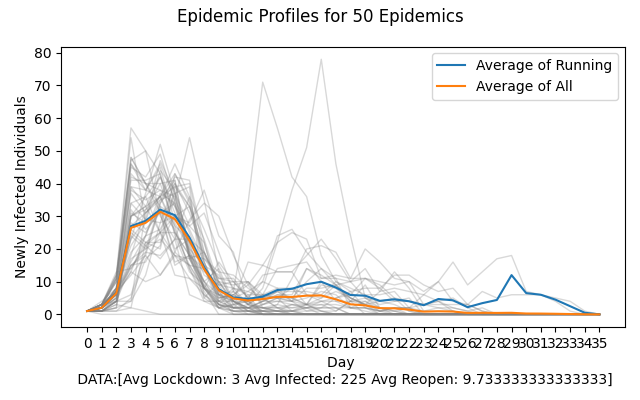 Epidemic Profiles for 50 Epidemics
80
70
60
50
40
30
20
10
0
Newly Infected Individuals
Average of Running
Average of All
0 1 2 3 4 5 6 7 8 9 10 11 12 13 14 15 16 17 18 19 20 21 22 23 24 25 26 27 28 29 30 31 32 33 34 35
Day
DATA:[Avg Lockdown: 3 Avg Infected: 225 Avg Reopen: 9.733333333333333]